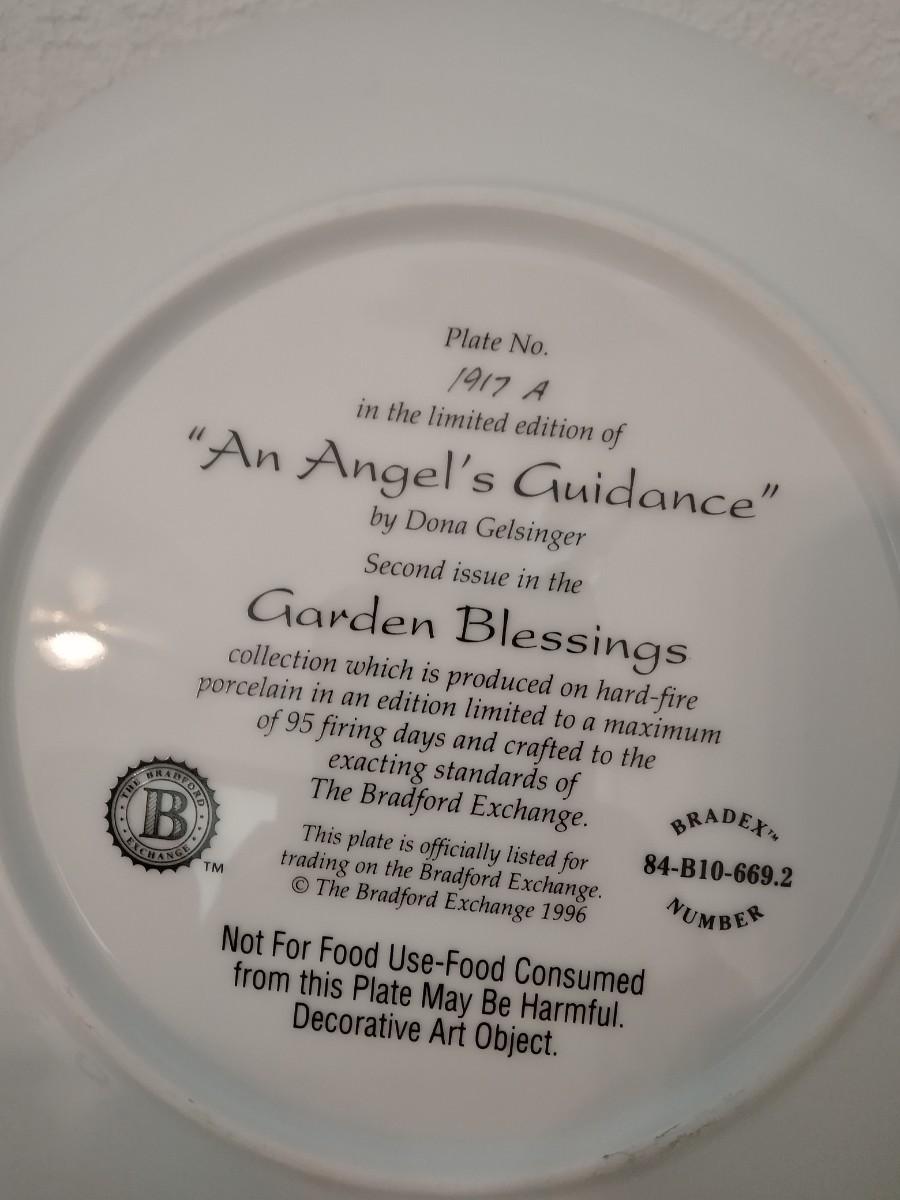 Plate No.
1917 A
in the limited edition of
"An Angel's Guidance"
by Dona Gelsinger
Second issue in the
Garden Blessings
collection which is produced on hard-fire
porcelain in an edition limited to a maximum
of 95 firing days and crafted to the
exacting standards of
The Bradford Exchange.
This plate is officially listed for
trading on the Bradford Exchange.
© The Bradford Exchange 1996
THE BRADFORD
B
EXCHANGE
TM
BRADEX™
84-B10-669.2
NUMBER
Not For Food Use-Food Consumed
from this Plate May Be Harmful.
Decorative Art Object.